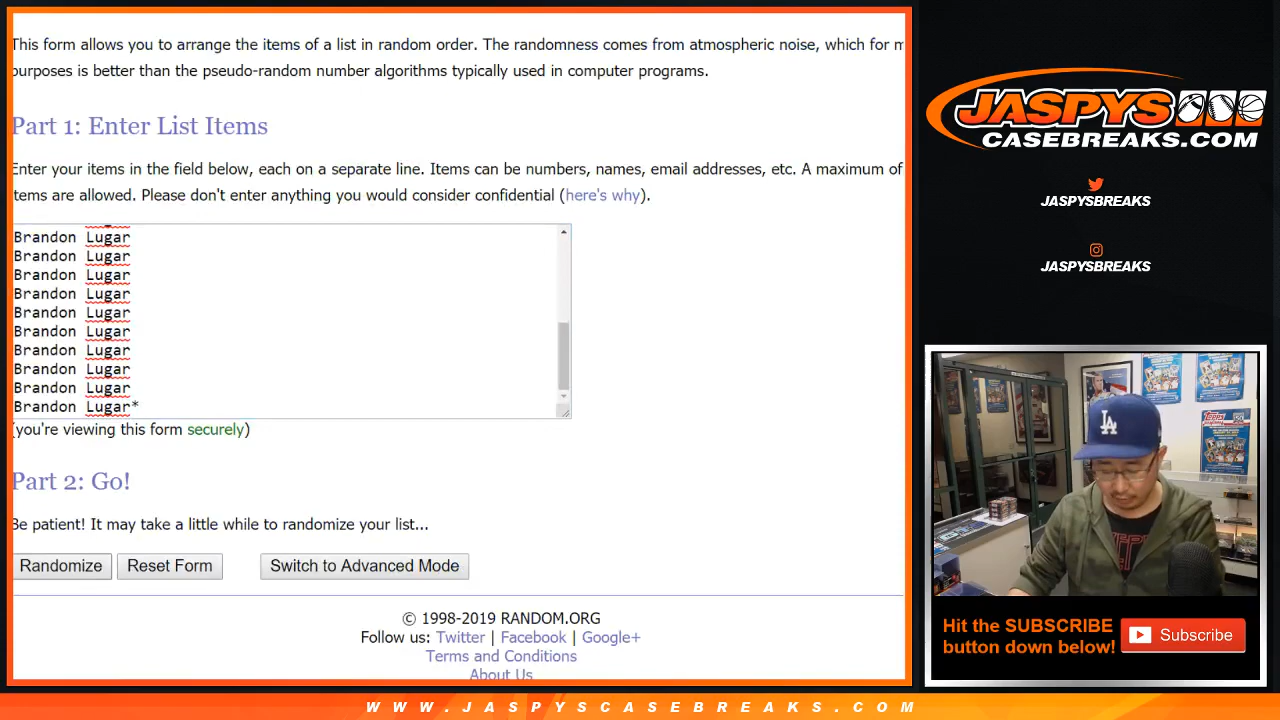 This form allows you to arrange the items of a list in random order. The randomness comes from atmospheric noise, which for m
purposes is better than the pseudo-random number algorithms typically used in computer programs.
Part 1: Enter List Items
Enter your items in the field below, each on a separate line. Items can be numbers, names, email addresses, etc. A maximum of
items are allowed. Please don't enter anything you would consider confidential (here's why).
Brandon Lugar
Brandon Lugar
Brandon Lugar
Brandon Lugar
Brandon Lugar
Brandon Lugar
Brandon Lugar
Brandon Lugar
Brandon Lugar
Brandon Lugar*
(you're viewing this form securely)
Part 2: Go!
Be patient! It may take a little while to randomize your list...
Randomize Reset Form Switch to Advanced Mode
© 1998-2019 RANDOM.ORG
Follow us: Twitter | Facebook | Google+
Terms and Conditions
About Us
JASPYS
CASEBREAKS.COM
JASPYSBREAKS
JASPYSBREAKS
LA
Topps
Hit the SUBSCRIBE
button down below!
Subscribe
WWW.JASPYSCASEBREAKS.COM